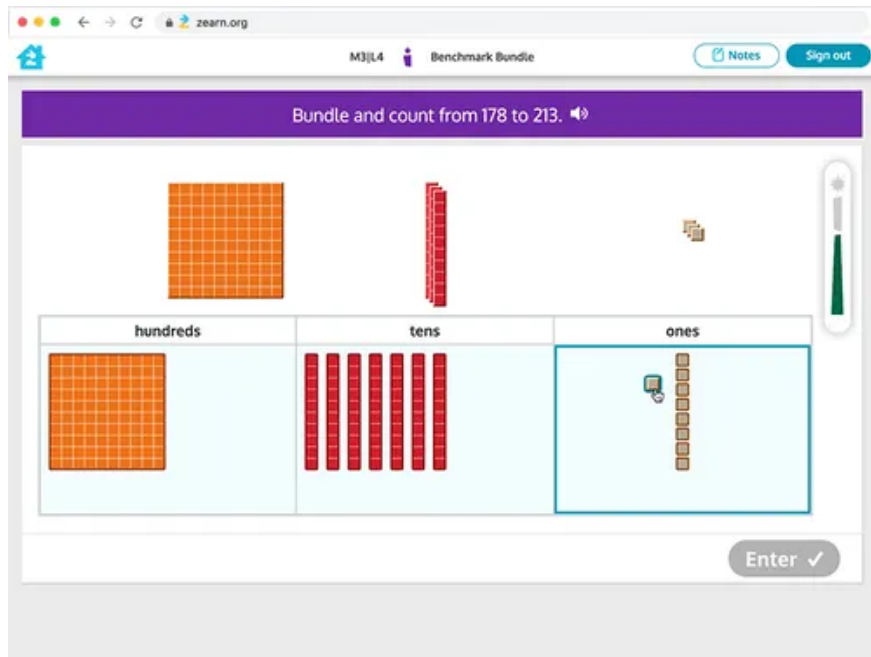 zearn.org
M3|L4 Benchmark Bundle
Notes
Sign out
Bundle and count from 178 to 213.
hundreds tens ones
Enter